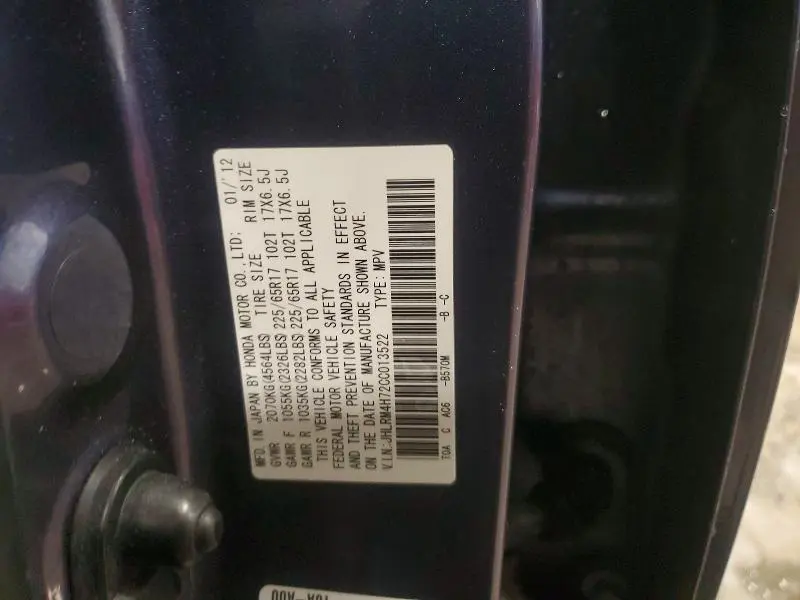 MFD. IN JAPAN BY HONDA MOTOR CO., LTD; 01/'12
GVWR 2070KG(4564LBS) TIRE SIZE RIM SIZE
GAWR F 1055KG(2326LBS) 225/65R17 102T 17X6.5J
GAWR R 1035KG(2282LBS) 225/65R17 102T 17X6.5J
THIS VEHICLE CONFORMS TO ALL APPLICABLE
FEDERAL MOTOR VEHICLE SAFETY
AND THEFT PREVENTION STANDARDS IN EFFECT
ON THE DATE OF MANUFACTURE SHOWN ABOVE.
V.I.N.:JHLRM4H72CC013522 TYPE: MPV
T0A C AC6 -B570M -B -C